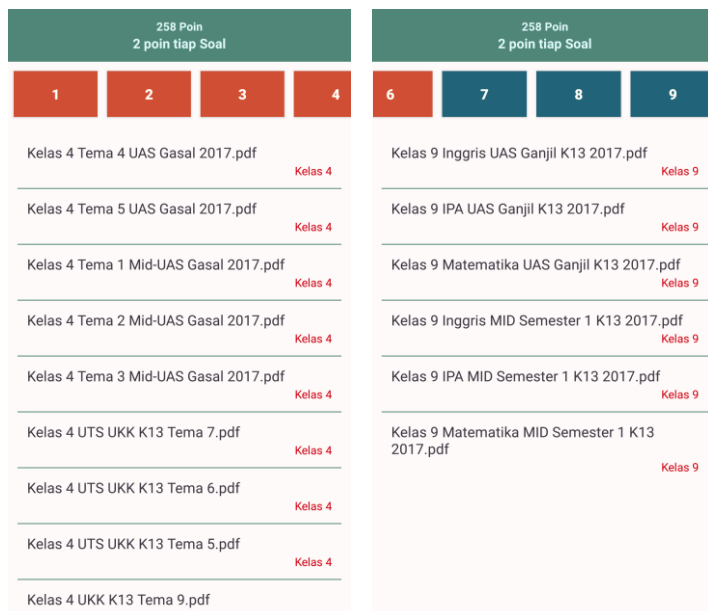 258 Poin
2 poin tiap Soal
1 2 3 4
Kelas 4 Tema 4 UAS Gasal 2017.pdf
Kelas 4
Kelas 4 Tema 5 UAS Gasal 2017.pdf
Kelas 4
Kelas 4 Tema 1 Mid-UAS Gasal 2017.pdf
Kelas 4
Kelas 4 Tema 2 Mid-UAS Gasal 2017.pdf
Kelas 4
Kelas 4 Tema 3 Mid-UAS Gasal 2017.pdf
Kelas 4
Kelas 4 UTS UKK K13 Tema 7.pdf
Kelas 4
Kelas 4 UTS UKK K13 Tema 6.pdf
Kelas 4
Kelas 4 UTS UKK K13 Tema 5.pdf
Kelas 4
Kelas 4 UKK K13 Tema 9.pdf
258 Poin
2 poin tiap Soal
6 7 8 9
Kelas 9 Inggris UAS Ganjil K13 2017.pdf
Kelas 9
Kelas 9 IPA UAS Ganjil K13 2017.pdf
Kelas 9
Kelas 9 Matematika UAS Ganjil K13 2017.pdf
Kelas 9
Kelas 9 Inggris MID Semester 1 K13 2017.pdf
Kelas 9
Kelas 9 IPA MID Semester 1 K13 2017.pdf
Kelas 9
Kelas 9 Matematika MID Semester 1 K13
2017.pdf
Kelas 9